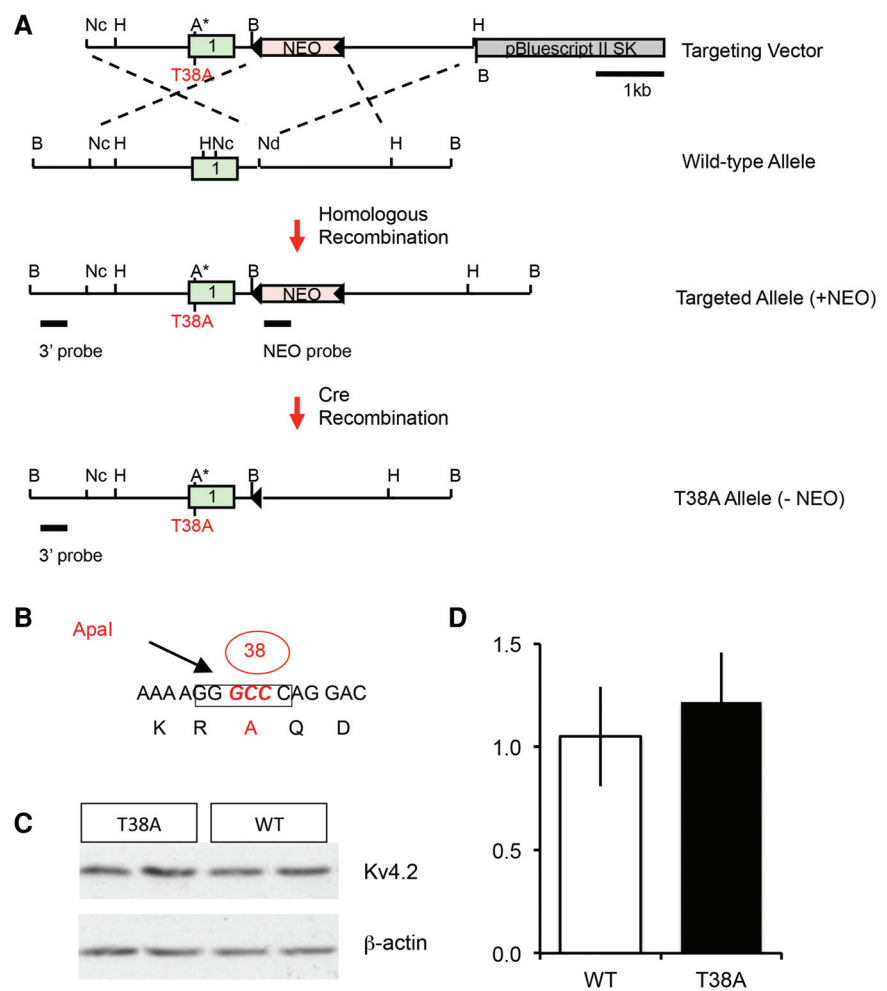 A
Nc H A* B H
1 NEO pBluescript II SK Targeting Vector
T38A B
1kb
B Nc H HNc Nd H B
1 Wild-type Allele
Homologous
Recombination
B Nc H A* B H B
1 NEO Targeted Allele (+NEO)
T38A
3' probe NEO probe
Cre
Recombination
B Nc H A* B H B
1 T38A Allele (- NEO)
T38A
3' probe
B
ApaI
38
AAA AGG GCC CAG GAC
K R A Q D
C
T38A WT
Kv4.2
β-actin
D
1.5
1.0
0.5
0.0
WT T38A